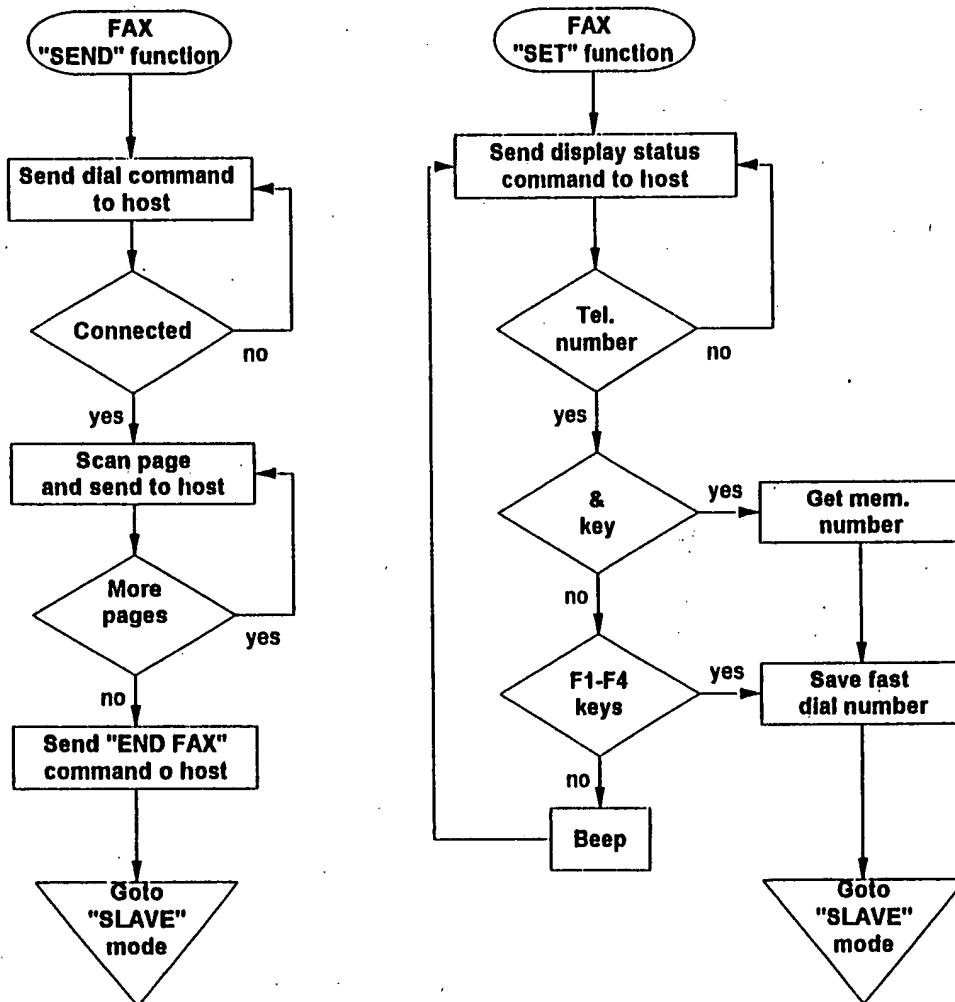 FAX
"SEND" function
Send dial command
to host
Connected
no
yes
Scan page
and send to host
More
pages
yes
no
Send "END FAX"
command o host
Goto
"SLAVE"
mode
FAX
"SET" function
Send display status
command to host
Tel.
number
no
yes
&
key
yes
Get mem.
number
no
F1-F4
keys
yes
Save fast
dial number
no
Beep
Goto
"SLAVE"
mode